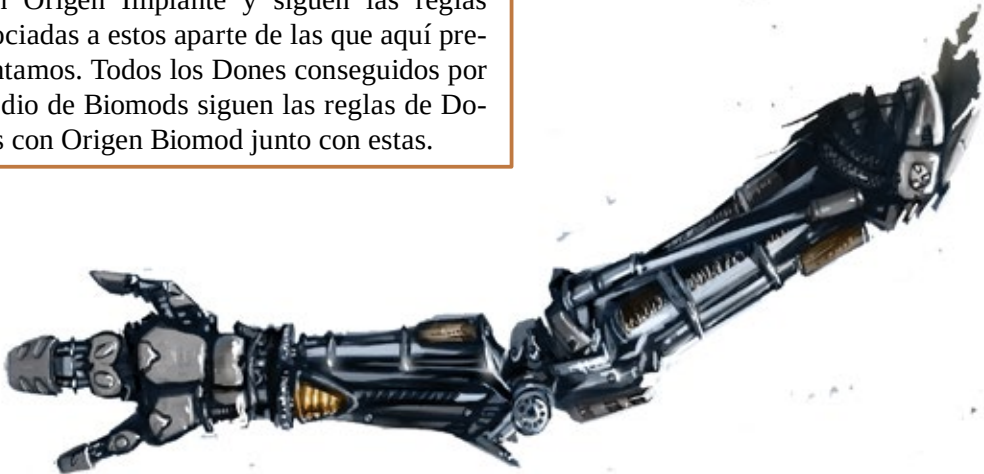 Origen Implante y siguen las reglas
ociadas a estos aparte de las que aquí pre-
ntamos. Todos los Dones conseguidos por
dio de Biomods siguen las reglas de Do-
s con Origen Biomod junto con estas.